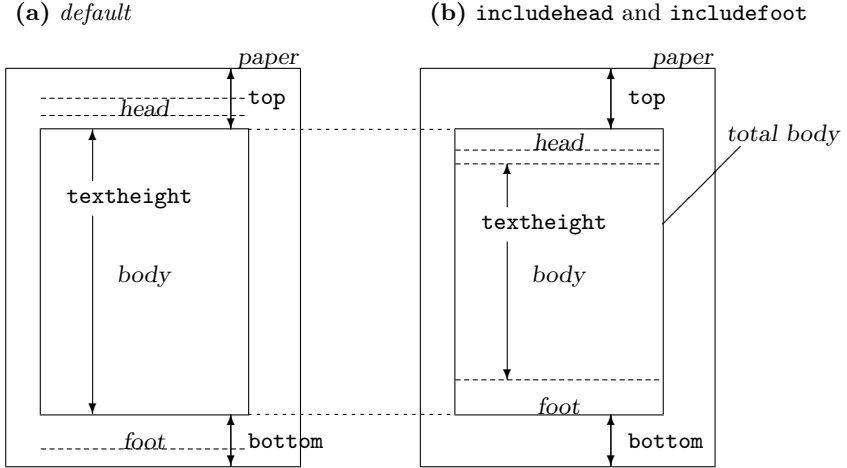 (a) default
(b) includehead and includefoot
paper
head
top
textheight
body
foot
bottom
paper
top
head
total body
textheight
body
foot
bottom